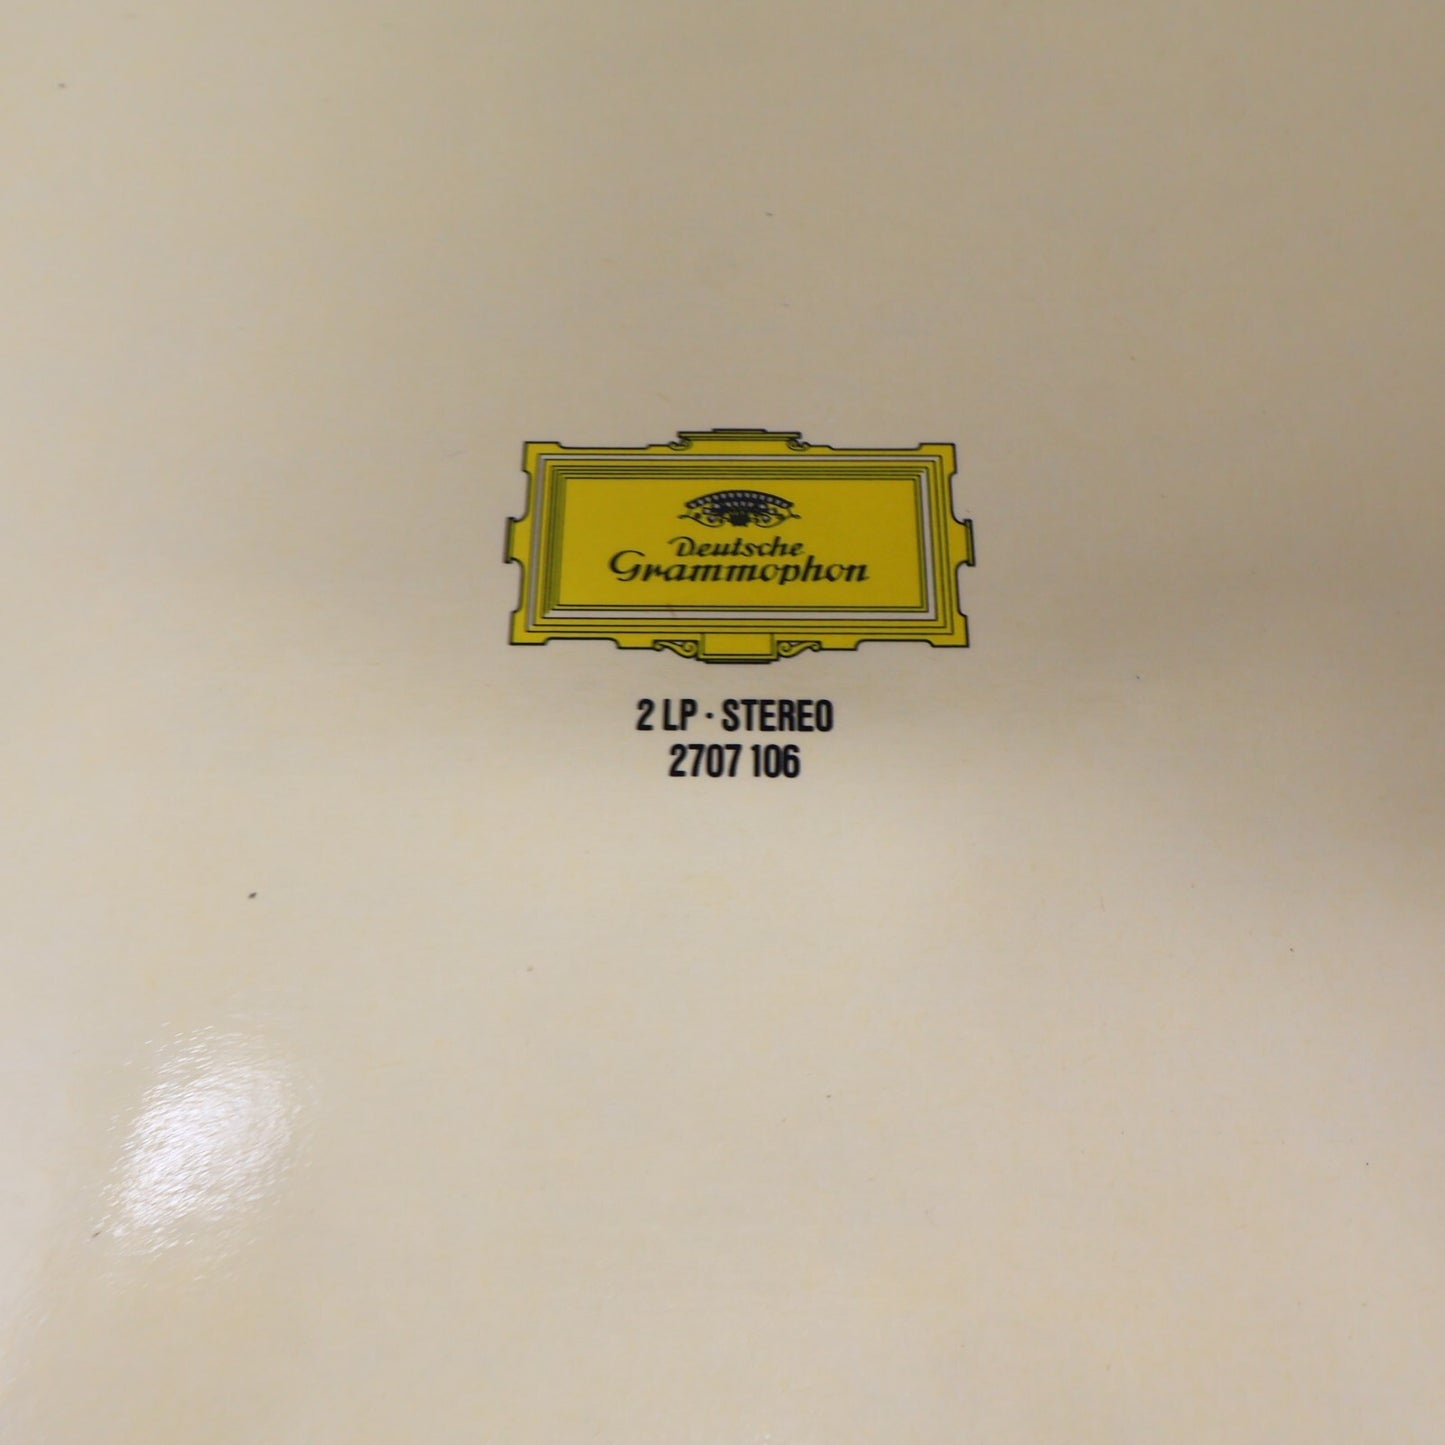 Deutsche
Grammophon
2 LP · STEREO
2707 106